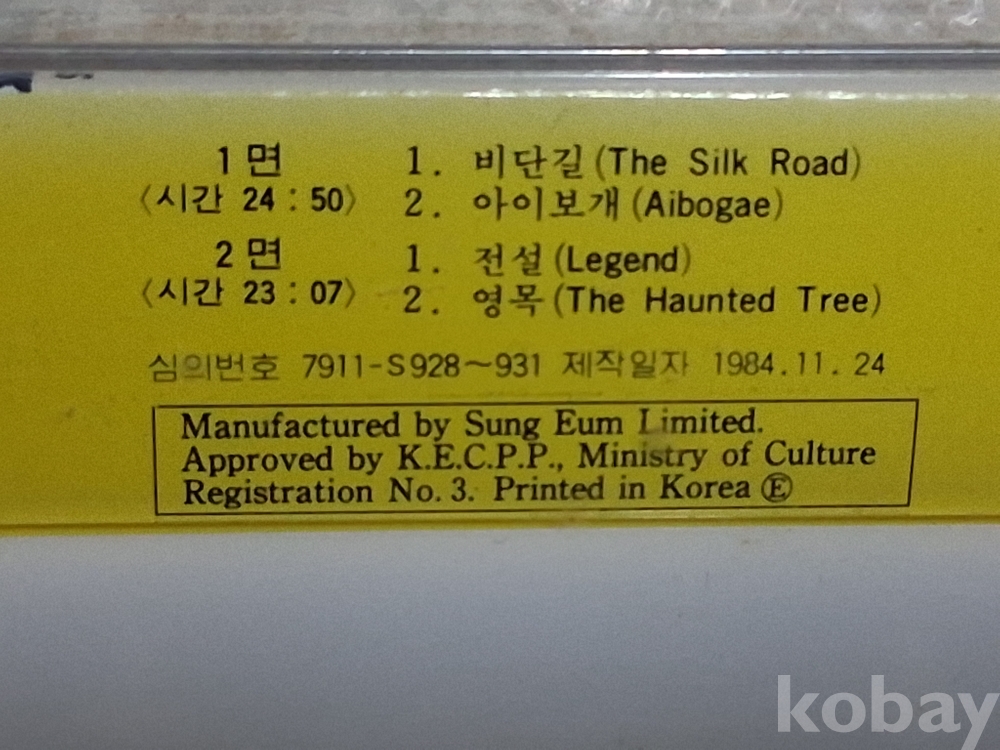 1 면 1. 비단길 (The Silk Road)
〈시간 24 : 50〉 2. 아이보개 (Aibogae)
2 면 1. 전설 (Legend)
〈시간 23 : 07〉 2. 영목 (The Haunted Tree)
심의번호 7911-S928~931 제작일자 1984.11.24
Manufactured by Sung Eum Limited.
Approved by K.E.C.P.P., Ministry of Culture
Registration No. 3. Printed in Korea Ⓔ
kobay